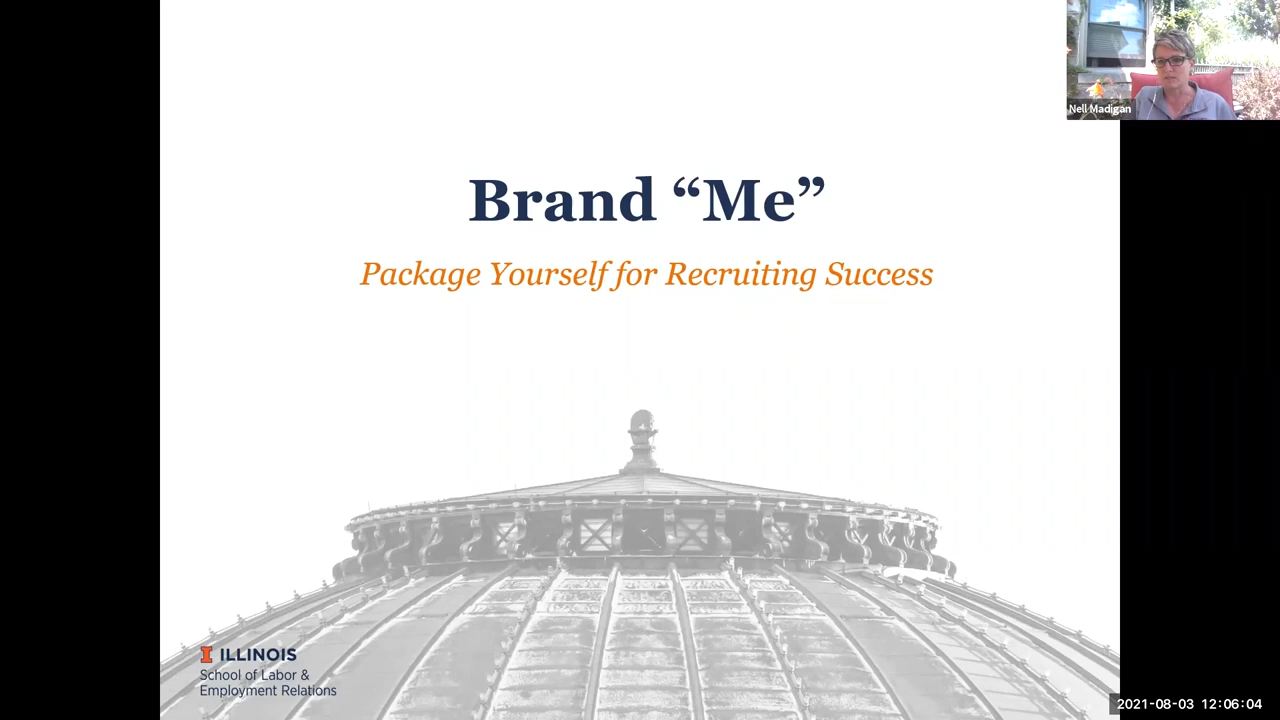 Nell Madigan
Brand “Me”
Package Yourself for Recruiting Success
I ILLINOIS
School of Labor &
Employment Relations
2021-08-03 12:06:04